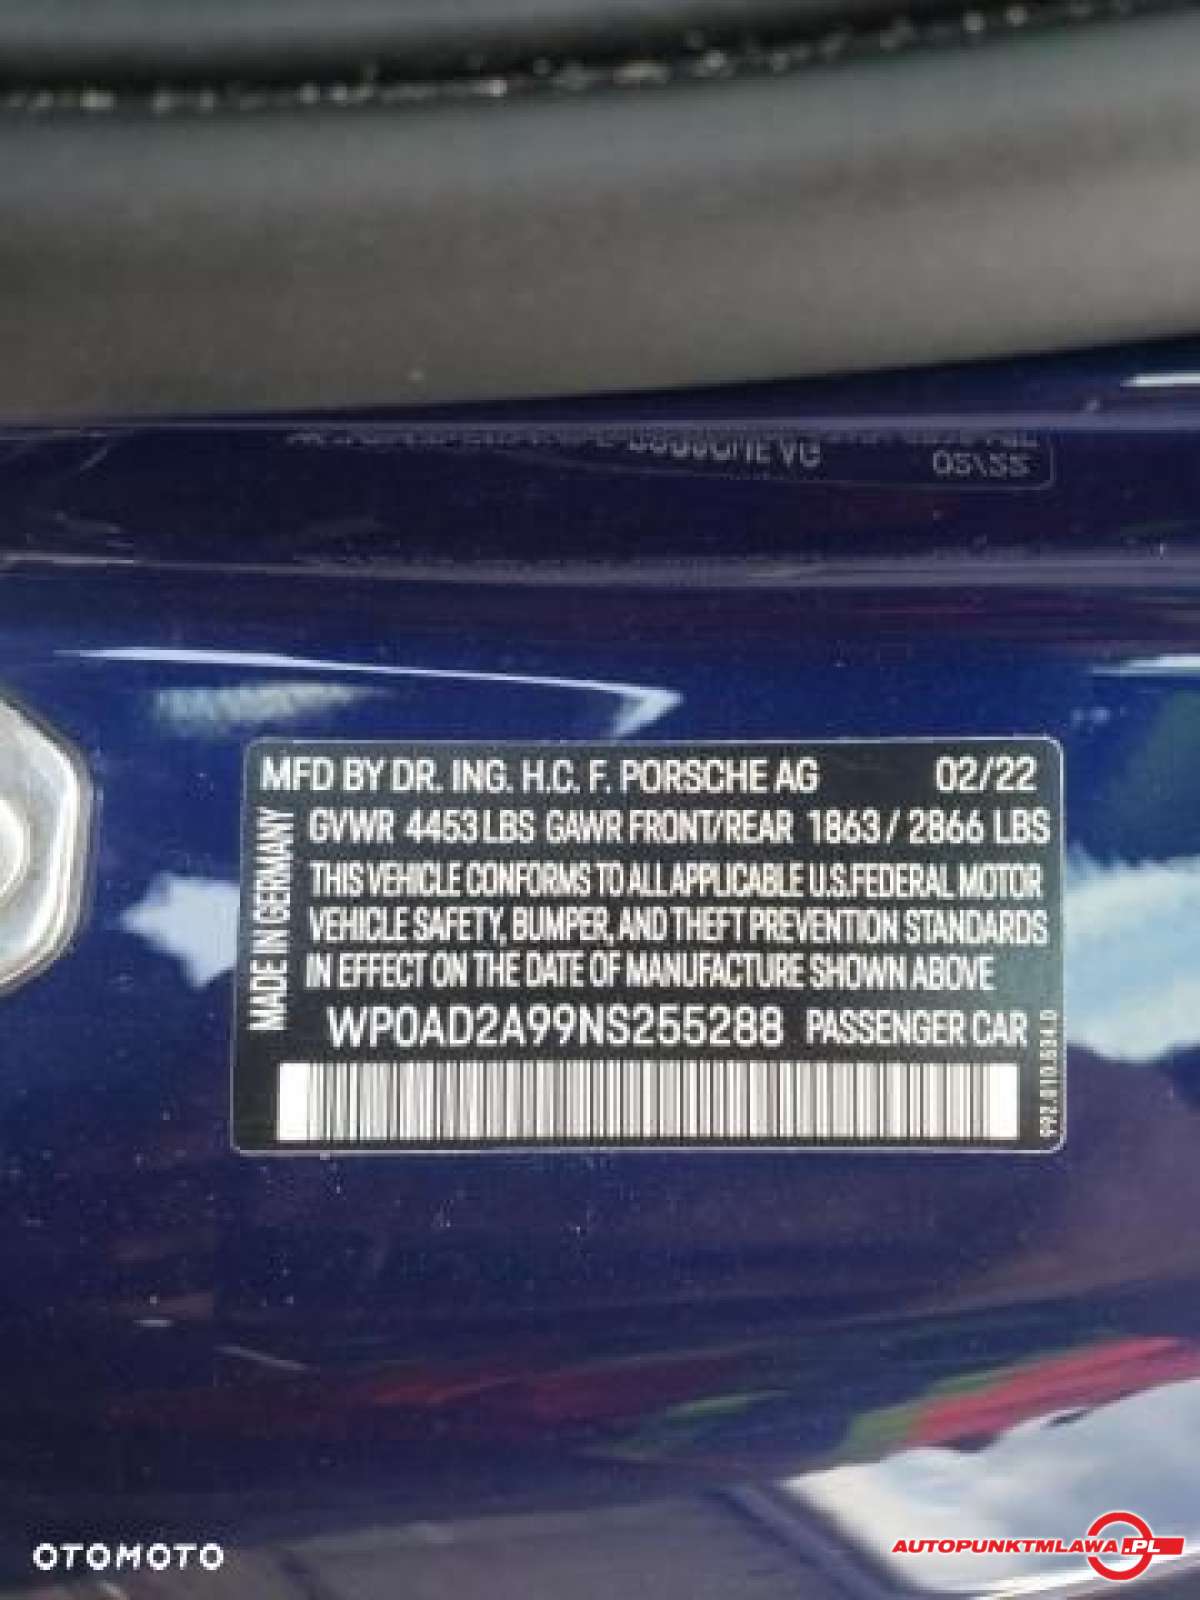 MFD BY DR. ING. H.C. F. PORSCHE AG 02/22
GVWR 4453 LBS GAWR FRONT/REAR 1863 / 2866 LBS
THIS VEHICLE CONFORMS TO ALL APPLICABLE U.S.FEDERAL MOTOR
VEHICLE SAFETY, BUMPER, AND THEFT PREVENTION STANDARDS
IN EFFECT ON THE DATE OF MANUFACTURE SHOWN ABOVE
WP0AD2A99NS255288 PASSENGER CAR
MADE IN GERMANY
OTOMOTO
AUTOPUNKTMLAWA.PL